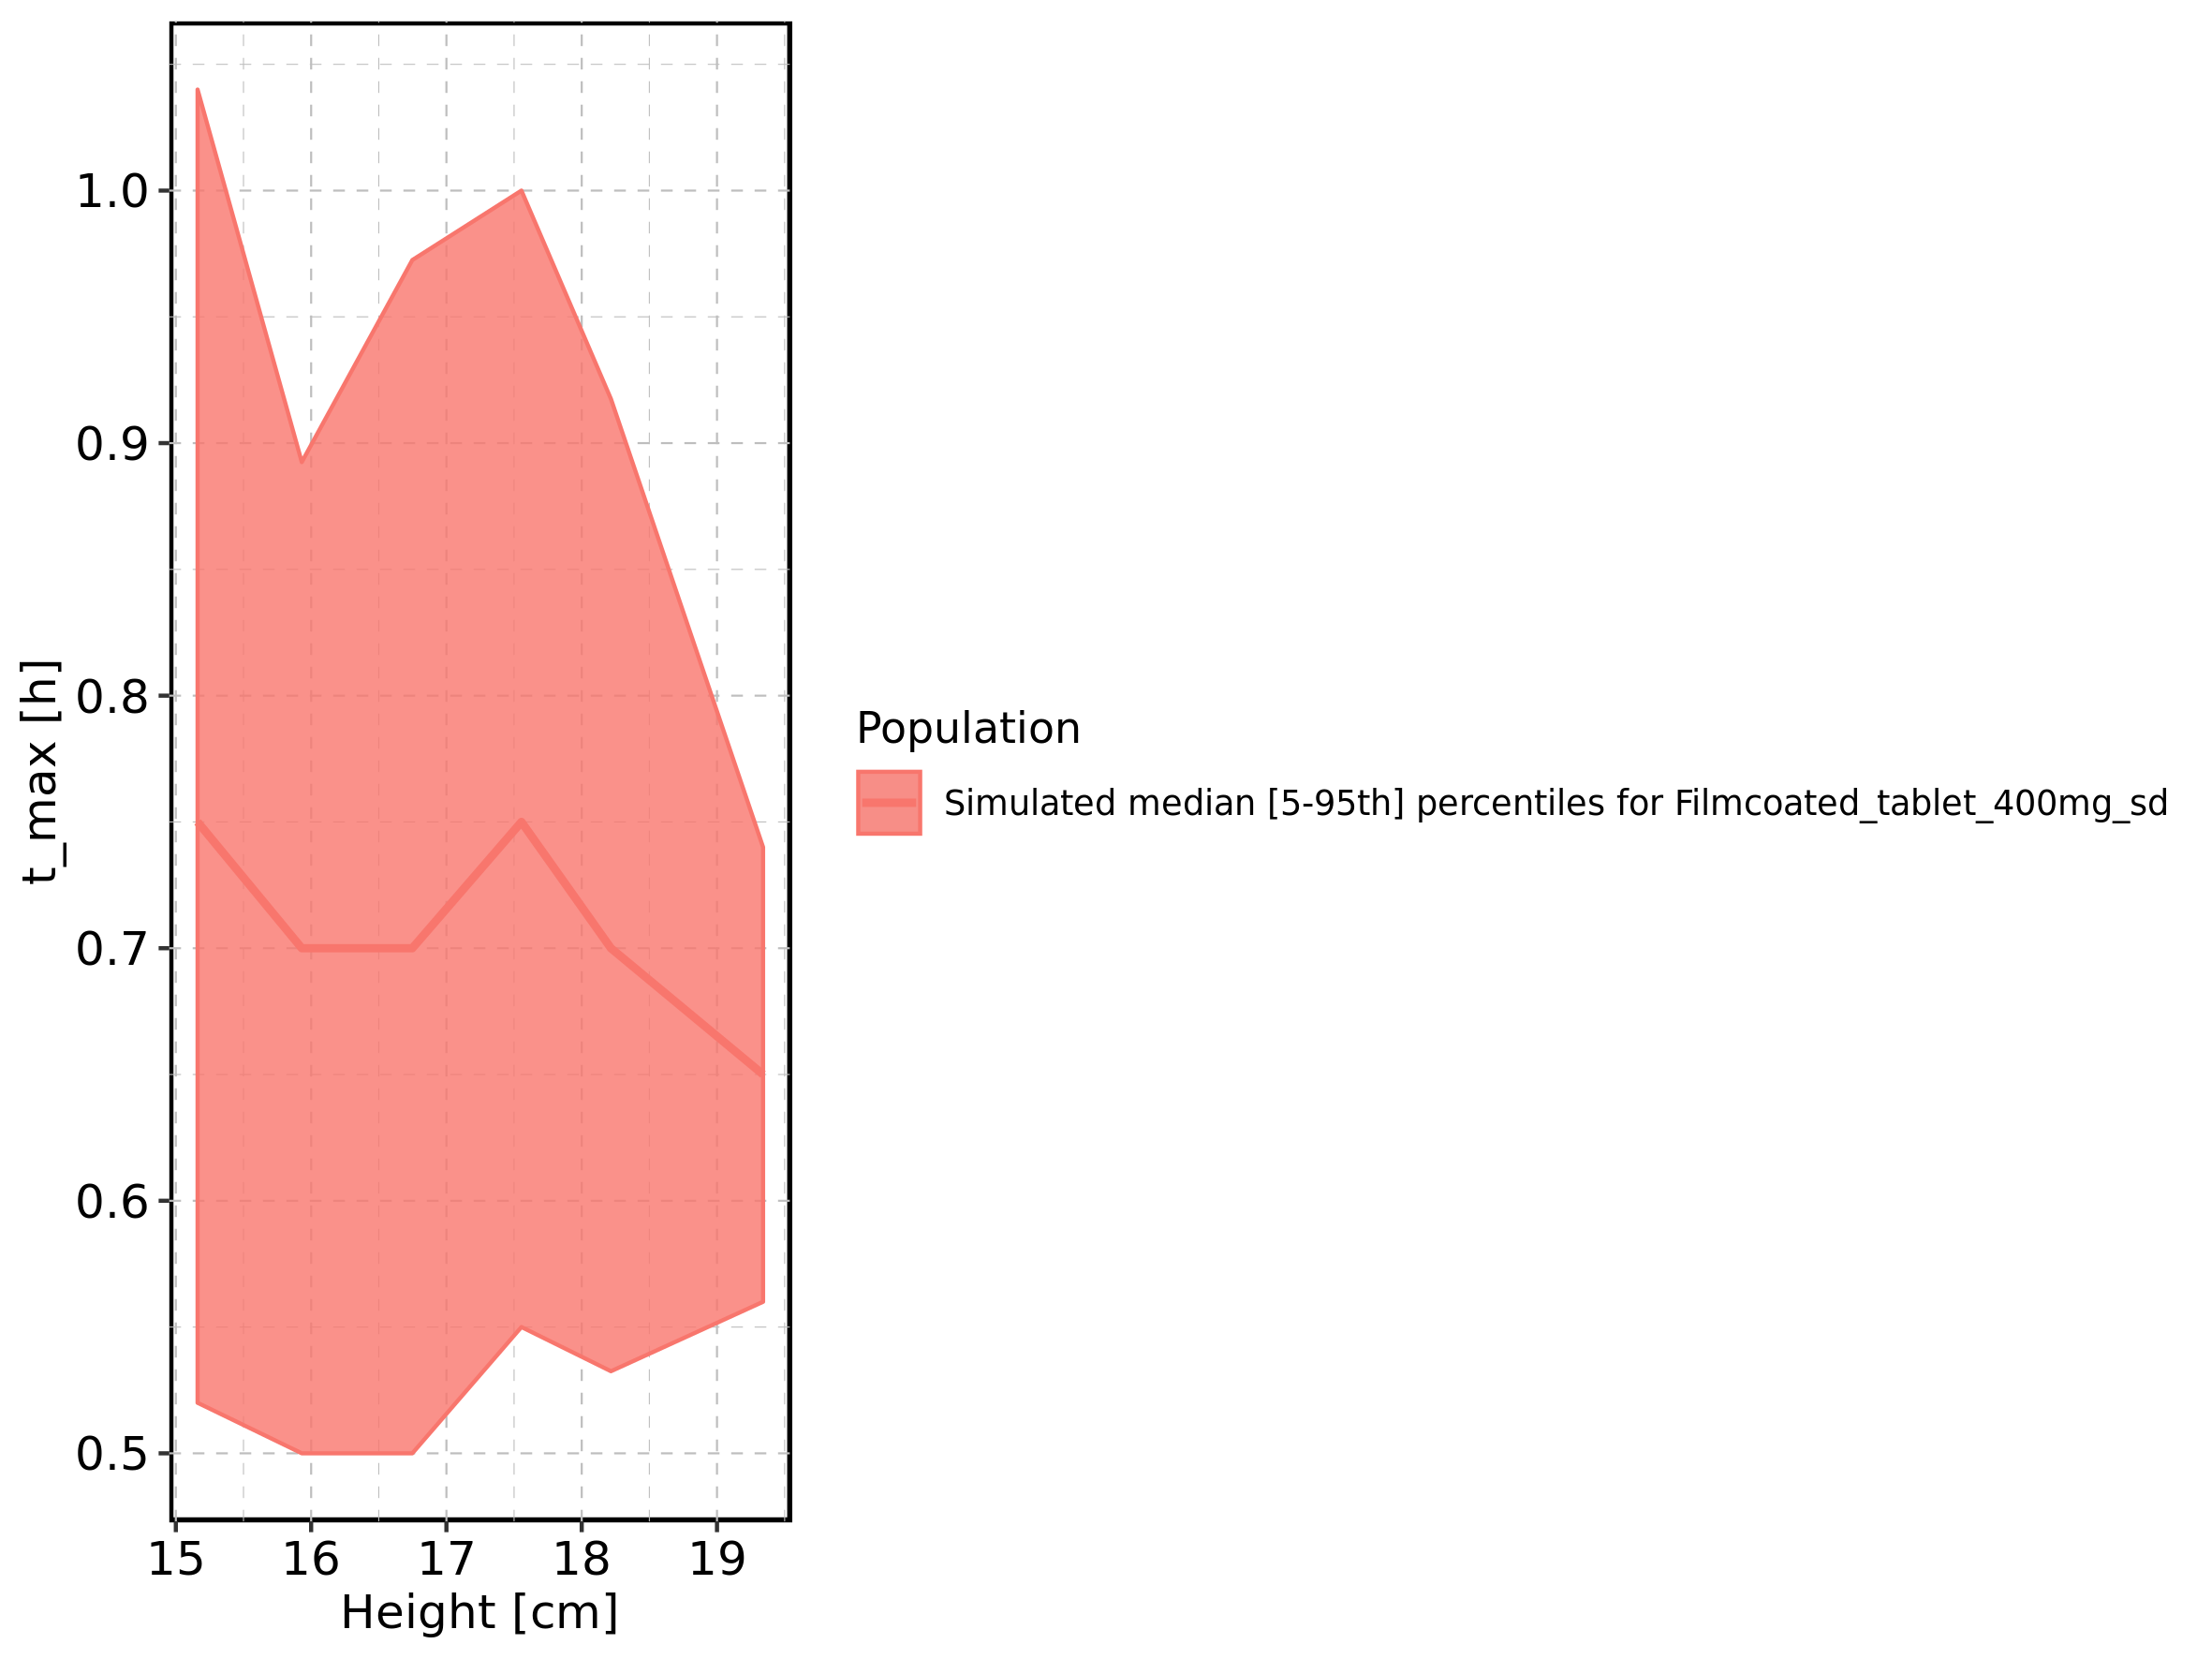 1.0
0.9
0.8
0.7
0.6
0.5
t_max [h]
15 16 17 18 19
Height [cm]
Population
Simulated median [5-95th] percentiles for Filmcoated_tablet_400mg_sd